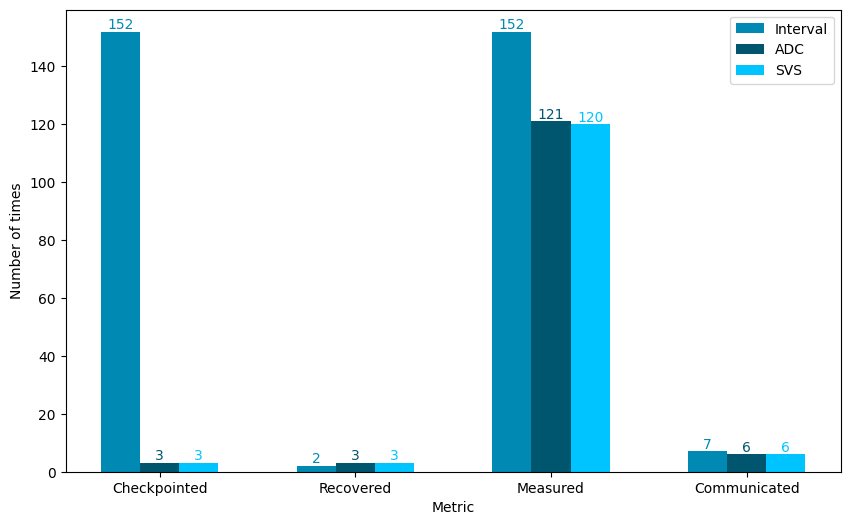 152
152
Interval
ADC
SVS
140
121
120
120
100
80
60
40
20
3
3
2
3
3
7
6
6
0
Checkpointed
Recovered
Measured
Communicated
Number of times
Metric